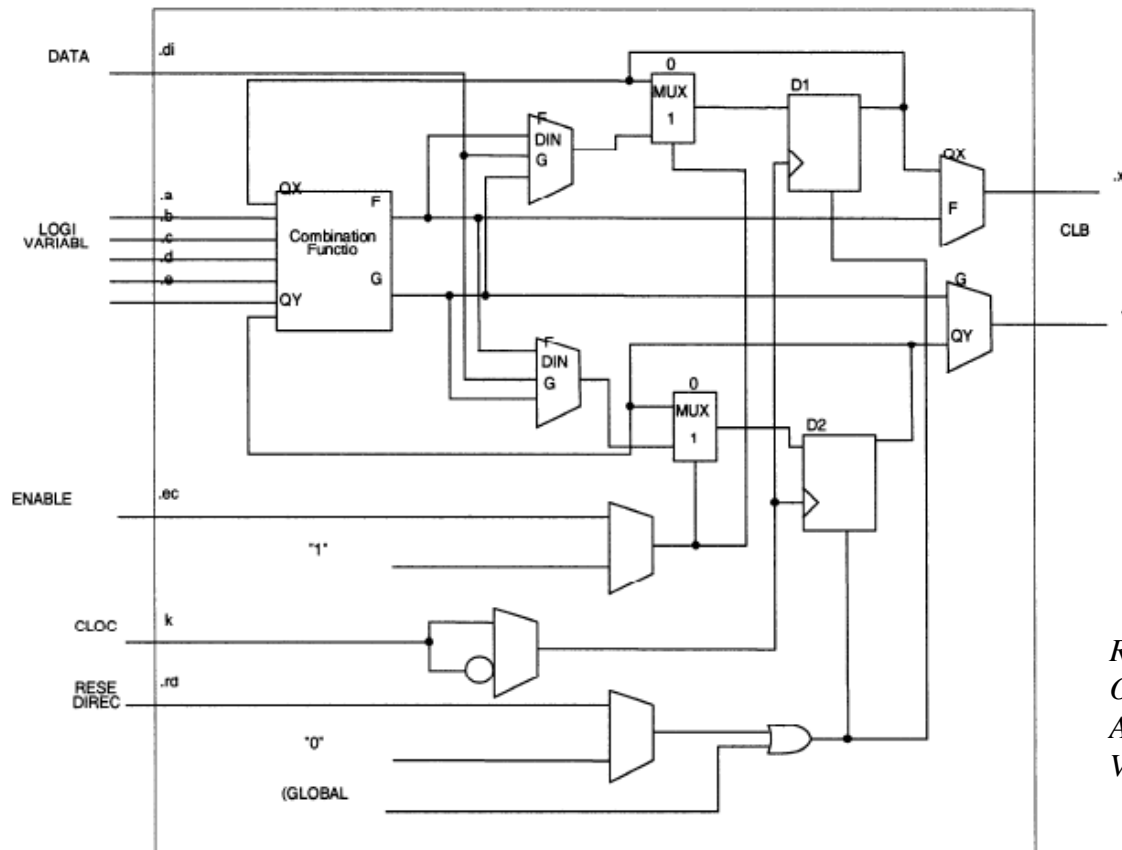 DATA
.di
0
MUX
1
D1
F
DIN
G
QX
F
.x
CLB
QX
F
Combination
Functio
G
QY
.a
.b
.c
.d
.e
LOGI
VARIABL
G
QY
F
DIN
G
0
MUX
1
D2
ENABLE
.ec
"1"
CLOC
k
RESE
DIREC
.rd
"0"
(GLOBAL
R
C
A
V